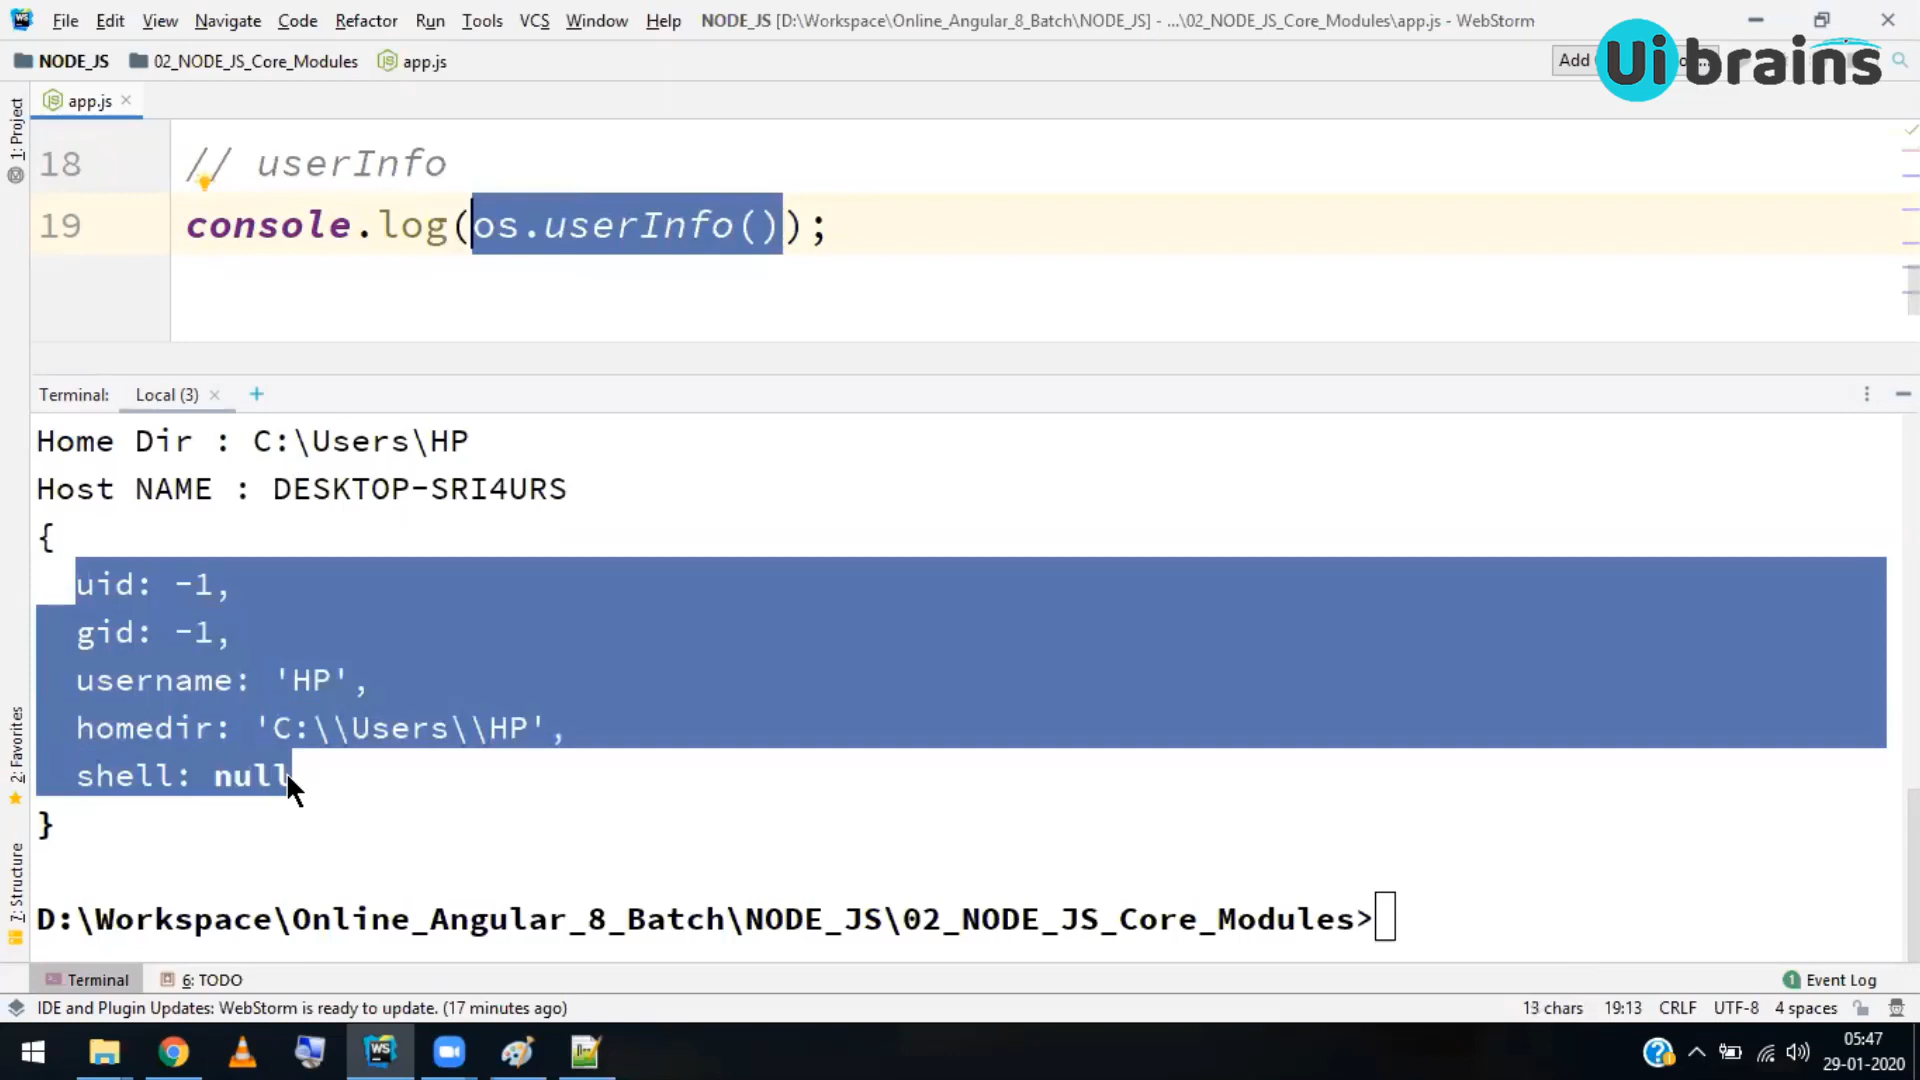 File Edit View Navigate Code Refactor Run Tools VCS Window Help NODE_JS [D:\Workspace\Online_Angular_8_Batch\NODE_JS] - ...\02_NODE_JS_Core_Modules\app.js - WebStorm
NODE_JS 02_NODE_JS_Core_Modules app.js Add
Uibrains
1: Project
app.js
18 // userInfo
19 console.log(os.userInfo());
Terminal: Local (3)
Home Dir : C:\Users\HP
Host NAME : DESKTOP-SRI4URS
{
uid: -1,
gid: -1,
username: 'HP',
homedir: 'C:\\Users\\HP',
shell: null
}
D:\Workspace\Online_Angular_8_Batch\NODE_JS\02_NODE_JS_Core_Modules>
2: Favorites
7: Structure
Terminal 6: TODO 1 Event Log
IDE and Plugin Updates: WebStorm is ready to update. (17 minutes ago) 13 chars 19:13 CRLF UTF-8 4 spaces
WS
05:47
29-01-2020